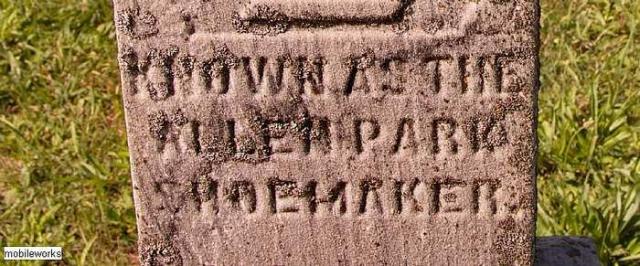 KNOWN AS THE
ALLEN PARK
SHOEMAKER.
mobileworks